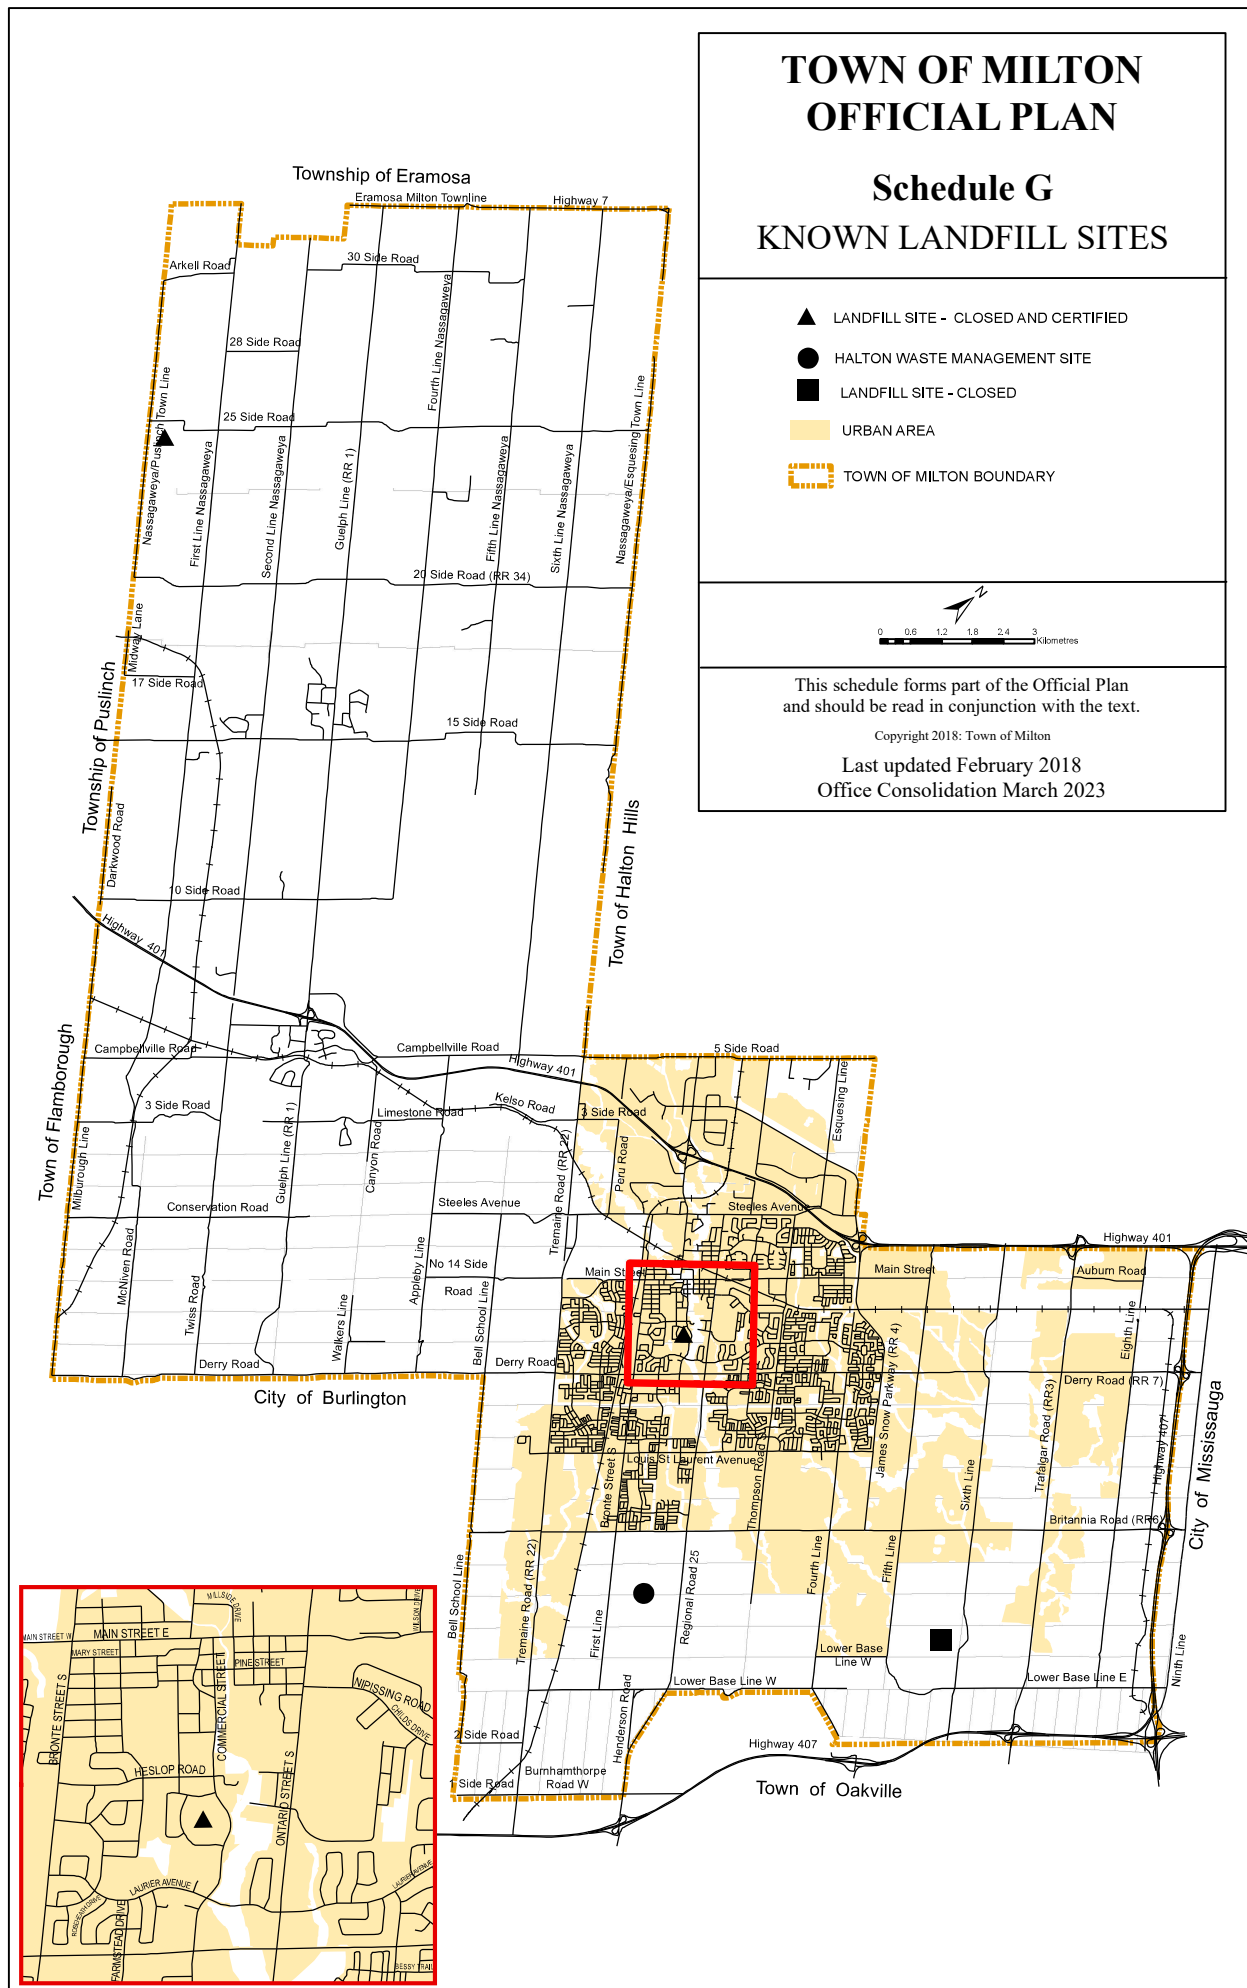 TOWN OF MILTON
OFFICIAL PLAN
Schedule G
KNOWN LANDFILL SITES
LANDFILL SITE - CLOSED AND CERTIFIED
HALTON WASTE MANAGEMENT SITE
LANDFILL SITE - CLOSED
URBAN AREA
TOWN OF MILTON BOUNDARY
N
0 0.6 1.2 1.8 2.4 3
Kilometres
This schedule forms part of the Official Plan
and should be read in conjunction with the text.
Copyright 2018: Town of Milton
Last updated February 2018
Office Consolidation March 2023
Township of Eramosa
Eramosa Milton Townline
Highway 7
Arkell Road
30 Side Road
28 Side Road
Fourth Line Nassagaweya
Nassagaweya/Puslinch Town Line
25 Side Road
First Line Nassagaweya
Second Line Nassagaweya
Guelph Line (RR 1)
Fifth Line Nassagaweya
Sixth Line Nassagaweya
Nassagaweya/Esquesing Town Line
20 Side Road (RR 34)
Midway Lane
17 Side Road
Township of Puslinch
15 Side Road
Darkwood Road
Town of Halton Hills
10 Side Road
Highway 401
Campbellville Road
Campbellville Road
Highway 401
5 Side Road
Town of Flamborough
3 Side Road
Limestone Road
Kelso Road
3 Side Road
Esquesing Line
Milburough Line
Guelph Line (RR 1)
Canyon Road
Tremaine Road (RR 22)
Peru Road
Conservation Road
Steeles Avenue
Steeles Avenue
McNiven Road
Twiss Road
Walkers Line
Appleby Line
No 14 Side
Road
Bell School Line
Main Street
Main Street
Highway 401
Auburn Road
Eighth Line
Derry Road
Derry Road
Derry Road (RR 7)
City of Burlington
James Snow Parkway (RR 4)
Trafalgar Road (RR3)
Highway 407
City of Mississauga
Louis St Laurent Avenue
Bronte Street S
Thompson Road S
Sixth Line
Britannia Road (RR6)
Bell School Line
Tremaine Road (RR 22)
First Line
Regional Road 25
Fourth Line
Fifth Line
Lower Base
Line W
Ninth Line
Lower Base Line W
Lower Base Line E
2 Side Road
Henderson Road
Highway 407
1 Side Road
Burnhamthorpe
Road W
Town of Oakville
MILLSIDE DRIVE
WILSON DRIVE
MAIN STREET W
MAIN STREET E
MARY STREET
PINE STREET
BRONTE STREET S
COMMERCIAL STREET
NIPISSING ROAD
CHILDS DRIVE
HESLOP ROAD
ONTARIO STREET S
LAURIER AVENUE
LAURIER AVENUE
ROSEHEATH DRIVE
FARMSTEAD DRIVE
BESSY TRAIL